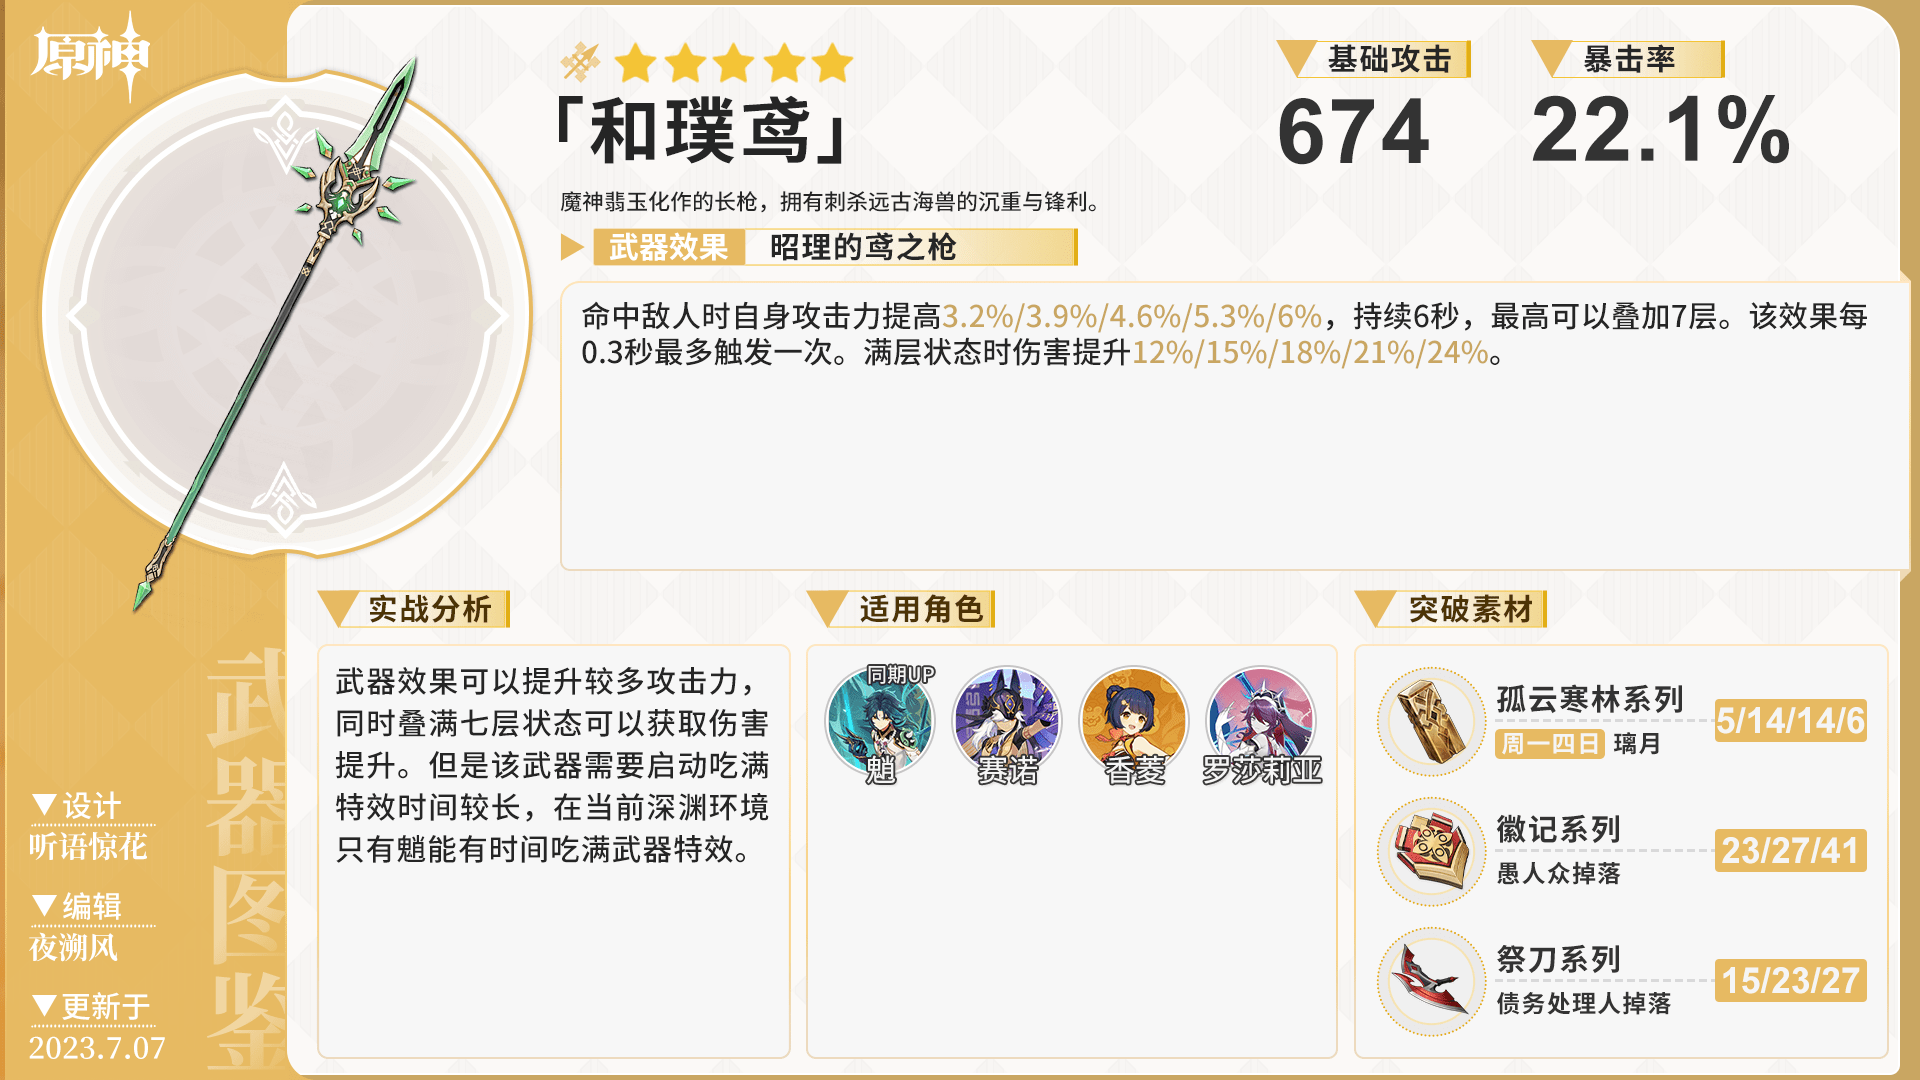 原神
「和璞鸢」
基础攻击
674
暴击率
22.1%
魔神翡玉化作的长枪，拥有刺杀远古海兽的沉重与锋利。
武器效果
昭理的鸢之枪
命中敌人时自身攻击力提高3.2%/3.9%/4.6%/5.3%/6%，持续6秒，最高可以叠加7层。该效果每
0.3秒最多触发一次。满层状态时伤害提升12%/15%/18%/21%/24%。
实战分析
武器效果可以提升较多攻击力，
同时叠满七层状态可以获取伤害
提升。但是该武器需要启动吃满
特效时间较长，在当前深渊环境
只有魈能有时间吃满武器特效。
适用角色
同期UP
魈
赛诺
香菱
罗莎莉亚
突破素材
孤云寒林系列
周一四日 璃月
5/14/14/6
徽记系列
愚人众掉落
23/27/41
祭刀系列
债务处理人掉落
15/23/27
武器图鉴
▼设计
听语惊花
▼编辑
夜溯风
▼更新于
2023.7.07